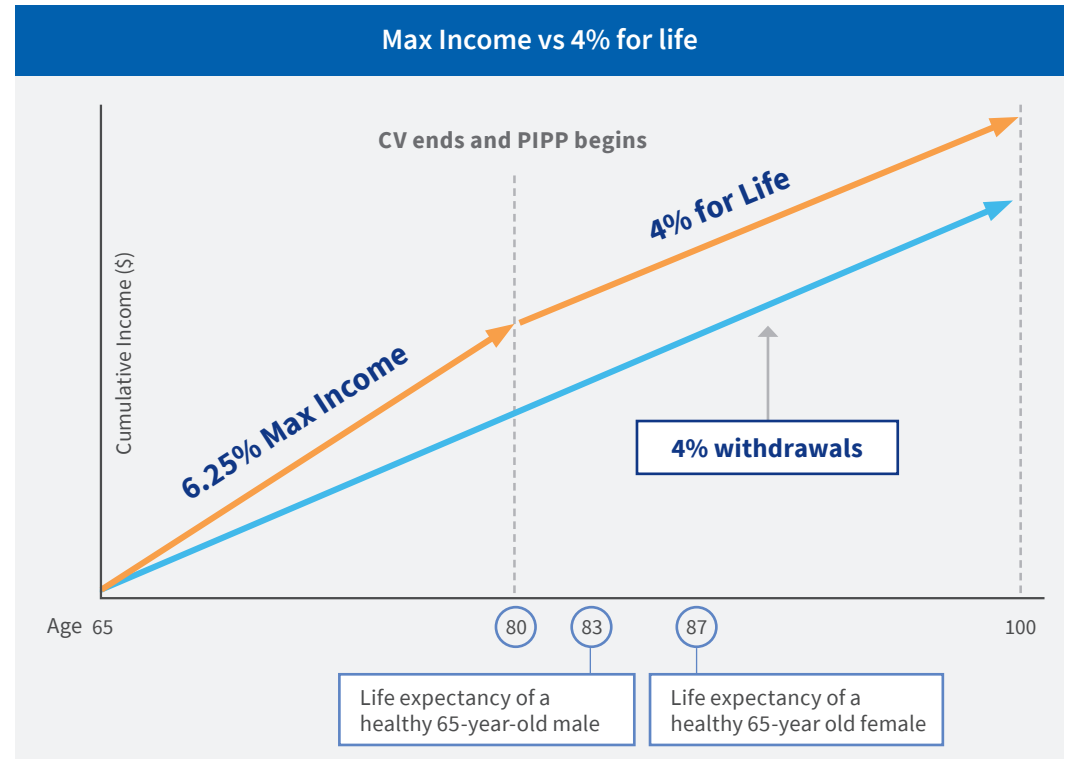 Max Income vs 4% for life
CV ends and PIPP begins
4% for Life
Cumulative Income ($)
6.25% Max Income
4% withdrawals
Age 65
80
83
87
100
Life expectancy of a
healthy 65-year-old male
Life expectancy of a
healthy 65-year old female